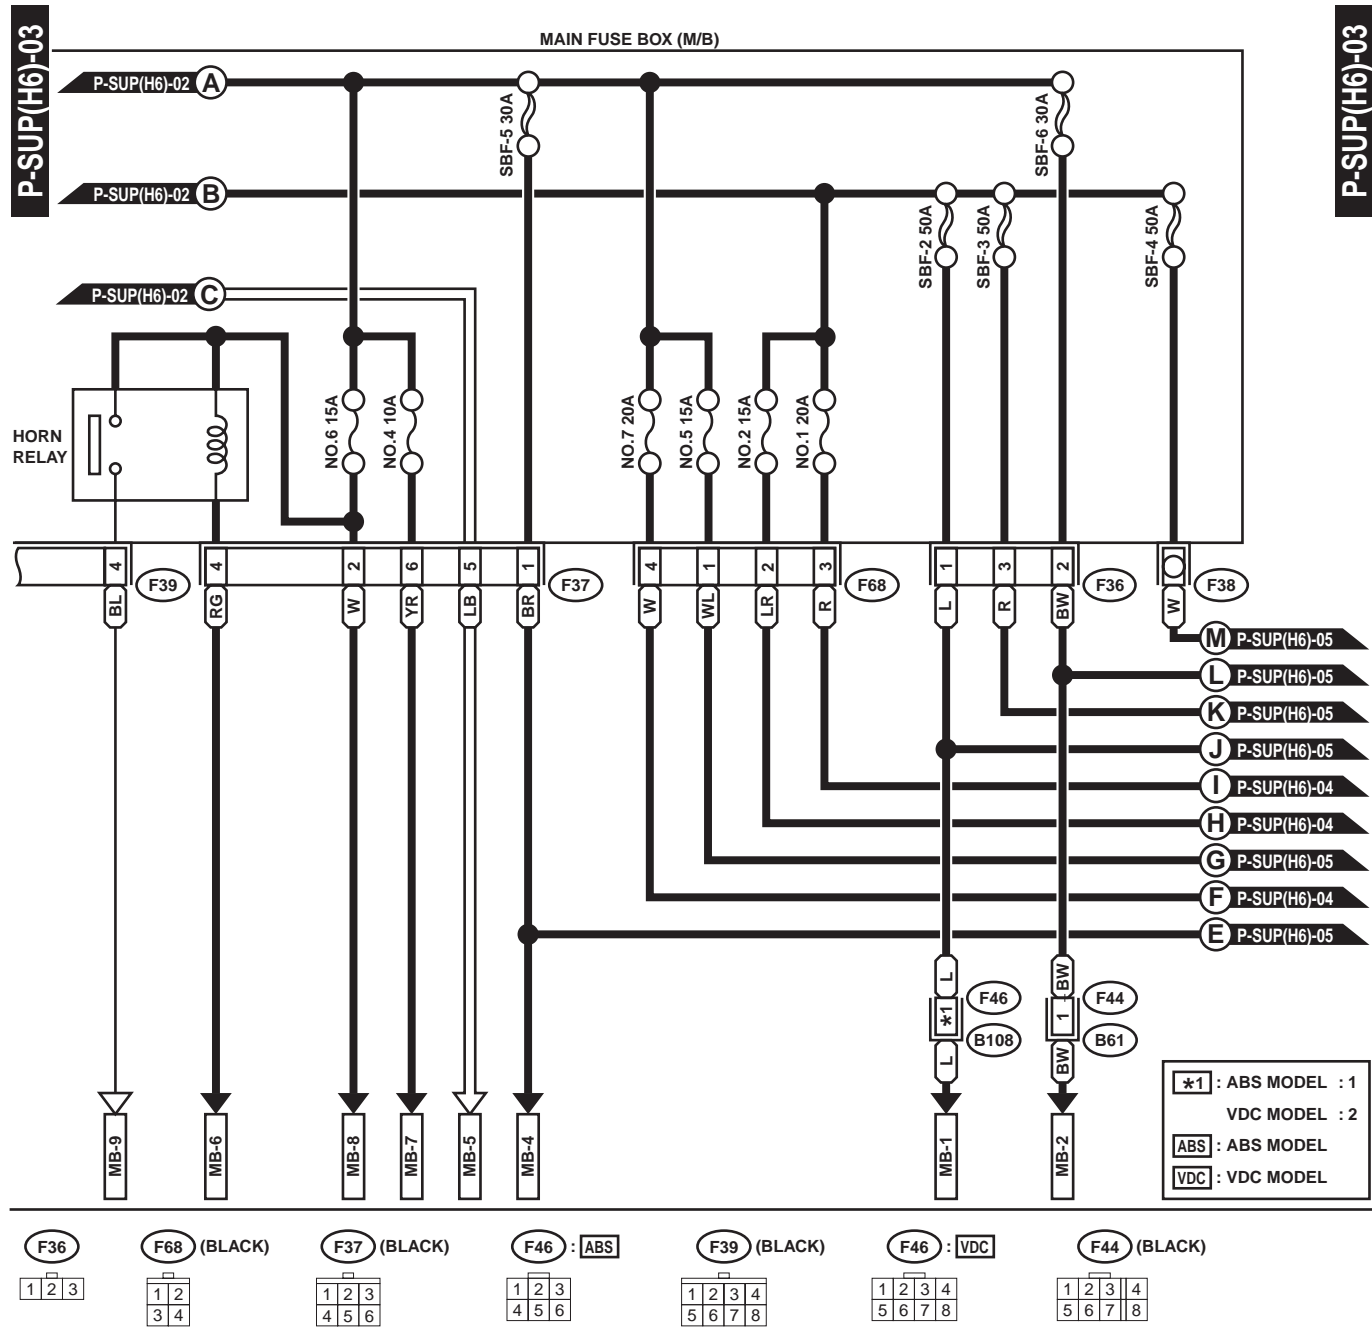 P-SUP(H6)-03
P-SUP(H6)-03
MAIN FUSE BOX (M/B)
P-SUP(H6)-02 A
SBF-5 30A
SBF-6 30A
P-SUP(H6)-02 B
SBF-2 50A
SBF-3 50A
SBF-4 50A
P-SUP(H6)-02 C
HORN
RELAY
NO.6 15A
NO.4 10A
NO.7 20A
NO.5 15A
NO.2 15A
NO.1 20A
4 F39 4 2 6 5 1 F37 4 1 2 3 F68 1 3 2 F36 F38
BL RG W YR LB BR W WL LR R L R BW W
M P-SUP(H6)-05
L P-SUP(H6)-05
K P-SUP(H6)-05
J P-SUP(H6)-05
I P-SUP(H6)-04
H P-SUP(H6)-04
G P-SUP(H6)-05
F P-SUP(H6)-04
E P-SUP(H6)-05
L BW
*1 F46 1 F44
B108 B61
L BW
MB-9 MB-6 MB-8 MB-7 MB-5 MB-4 MB-1 MB-2
*1 : ABS MODEL : 1
VDC MODEL : 2
ABS : ABS MODEL
VDC : VDC MODEL
F36 F68 (BLACK) F37 (BLACK) F46 : ABS F39 (BLACK) F46 : VDC F44 (BLACK)
1 2 3 1 2 1 2 3 1 2 3 1 2 3 4 1 2 3 4 1 2 3 4
3 4 4 5 6 4 5 6 5 6 7 8 5 6 7 8 5 6 7 8